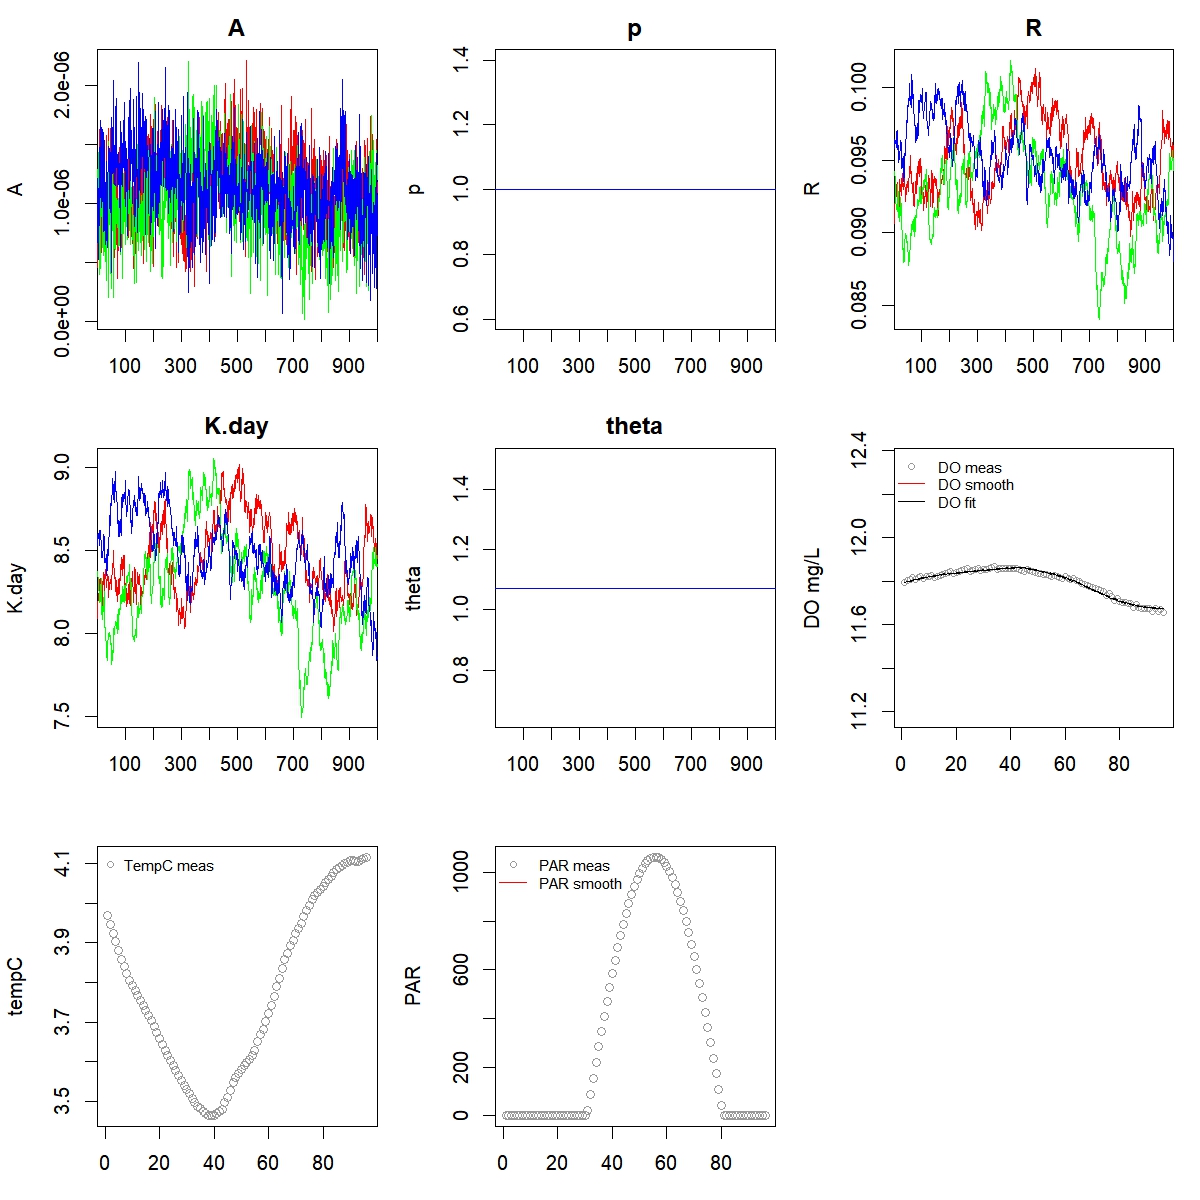 A
A
0.0e+00 1.0e-06 2.0e-06
100 300 500 700 900
p
p
0.6 0.8 1.0 1.2 1.4
100 300 500 700 900
R
R
0.085 0.090 0.095 0.100
100 300 500 700 900
K.day
K.day
7.5 8.0 8.5 9.0
100 300 500 700 900
theta
theta
0.8 1.0 1.2 1.4
100 300 500 700 900
DO mg/L
11.2 11.6 12.0 12.4
DO meas
DO smooth
DO fit
0 20 40 60 80
tempC
3.5 3.7 3.9 4.1
TempC meas
0 20 40 60 80
PAR
0 200 600 1000
PAR meas
PAR smooth
0 20 40 60 80